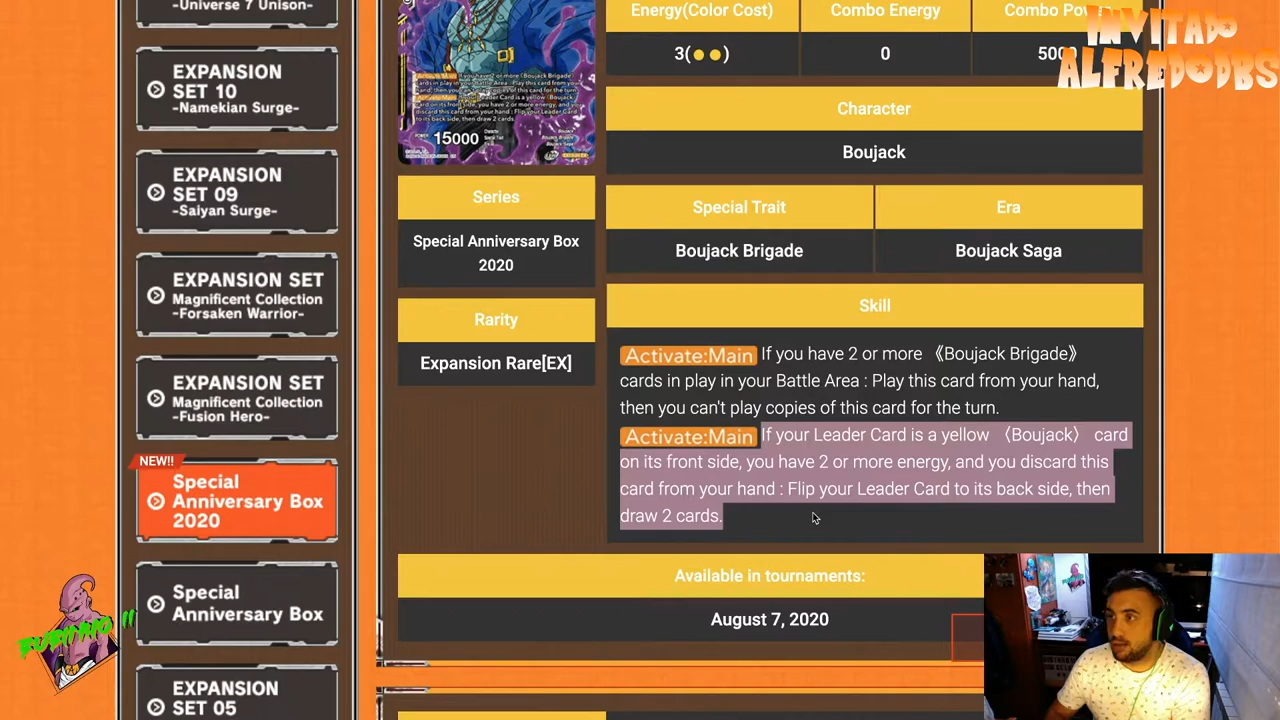 -Universe 7 Unison-
EXPANSION
SET 10
-Namekian Surge-
EXPANSION
SET 09
-Saiyan Surge-
EXPANSION SET
Magnificent Collection
-Forsaken Warrior-
EXPANSION SET
Magnificent Collection
-Fusion Hero-
NEW!!
Special
Anniversary Box
2020
Special
Anniversary Box
EXPANSION
SET 05
BUBITRIO II
15000
Series
Special Anniversary Box
2020
Rarity
Expansion Rare[EX]
Energy(Color Cost)
Combo Energy
Combo Power
3(●●)
0
5000
INVITADO
ALFREDODBS
Character
Boujack
Special Trait
Era
Boujack Brigade
Boujack Saga
Skill
Activate:Main If you have 2 or more 《Boujack Brigade》
cards in play in your Battle Area : Play this card from your hand,
then you can't play copies of this card for the turn.
Activate:Main If your Leader Card is a yellow 〈Boujack〉 card
on its front side, you have 2 or more energy, and you discard this
card from your hand : Flip your Leader Card to its back side, then
draw 2 cards.
Available in tournaments:
August 7, 2020